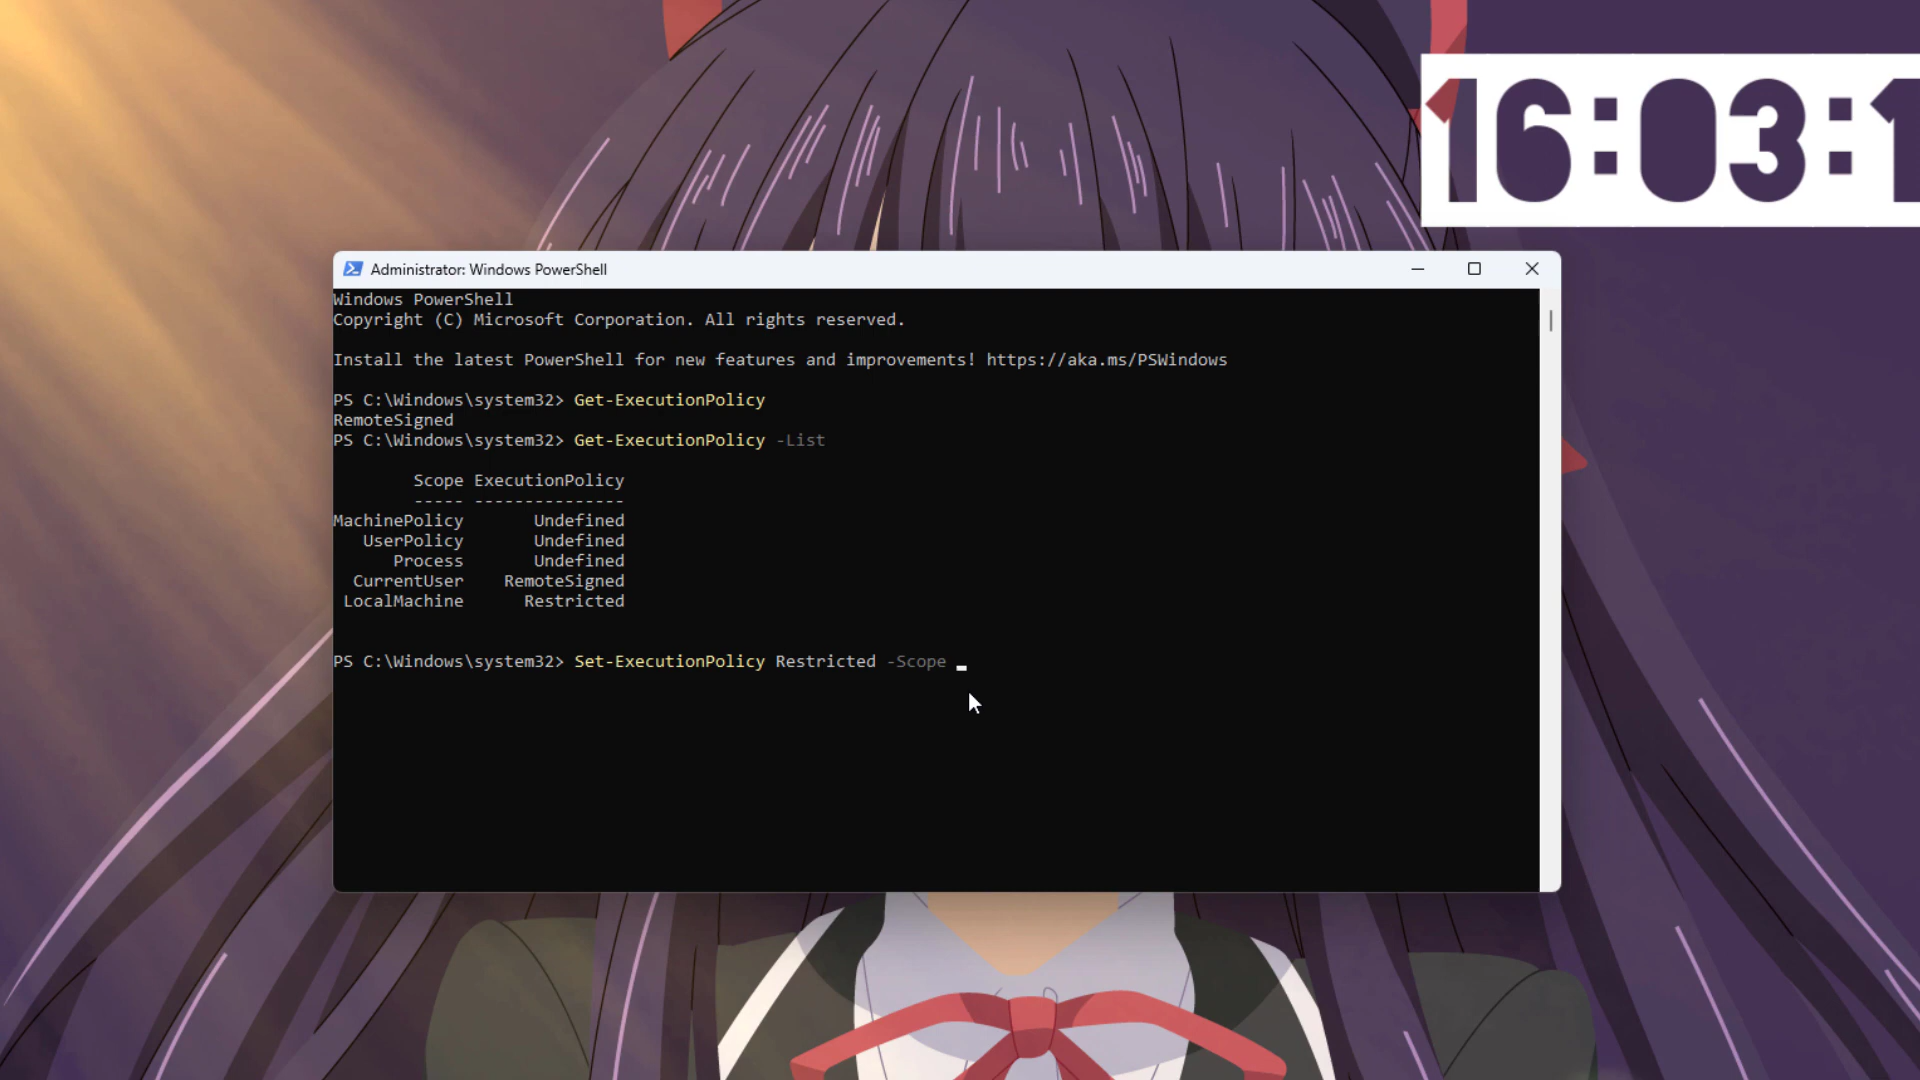 16:03:1
Administrator: Windows PowerShell
Windows PowerShell
Copyright (C) Microsoft Corporation. All rights reserved.
Install the latest PowerShell for new features and improvements! https://aka.ms/PSWindows
PS C:\Windows\system32> Get-ExecutionPolicy
RemoteSigned
PS C:\Windows\system32> Get-ExecutionPolicy -List
Scope ExecutionPolicy
----- ---------------
MachinePolicy Undefined
UserPolicy Undefined
Process Undefined
CurrentUser RemoteSigned
LocalMachine Restricted
PS C:\Windows\system32> Set-ExecutionPolicy Restricted -Scope